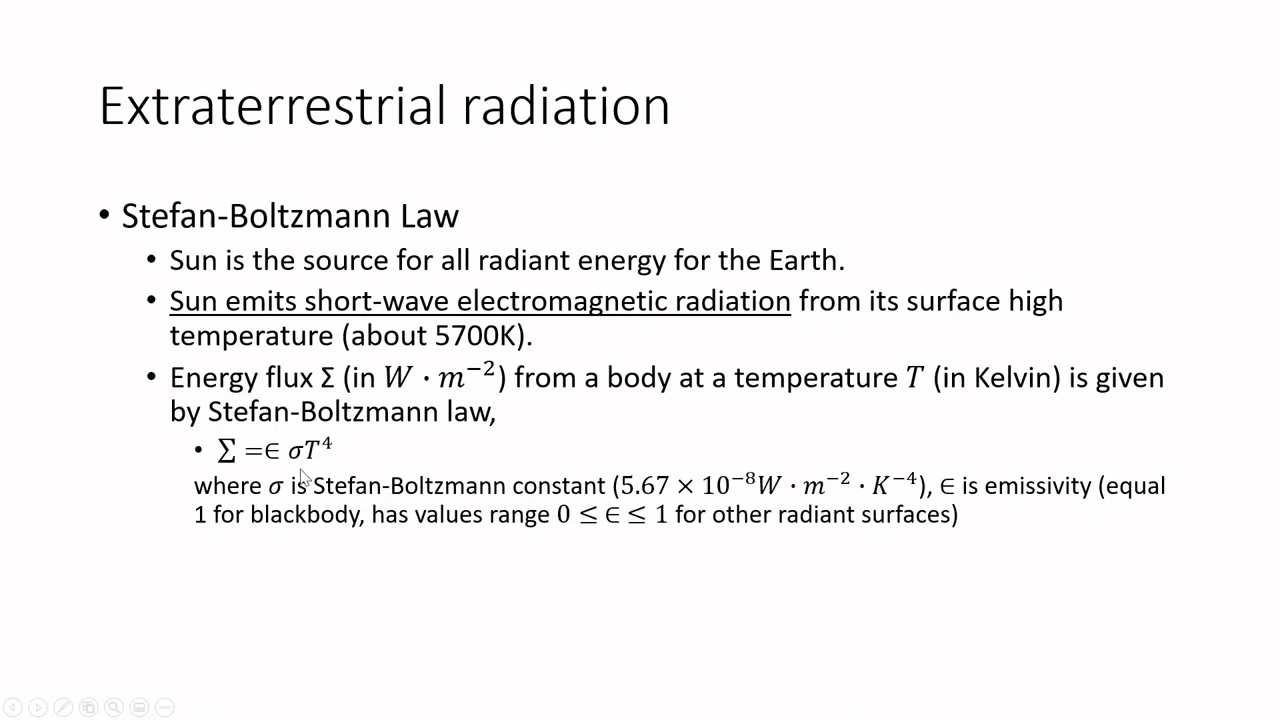 Extraterrestrial radiation
• Stefan-Boltzmann Law
• Sun is the source for all radiant energy for the Earth.
• Sun emits short-wave electromagnetic radiation from its surface high
temperature (about 5700K).
• Energy flux Σ (in W · m⁻²) from a body at a temperature T (in Kelvin) is given
by Stefan-Boltzmann law,
• ∑ =∈ σT⁴
where σ is Stefan-Boltzmann constant (5.67 × 10⁻⁸W · m⁻² · K⁻⁴), ∈ is emissivity (equal
1 for blackbody, has values range 0 ≤ ∈ ≤ 1 for other radiant surfaces)